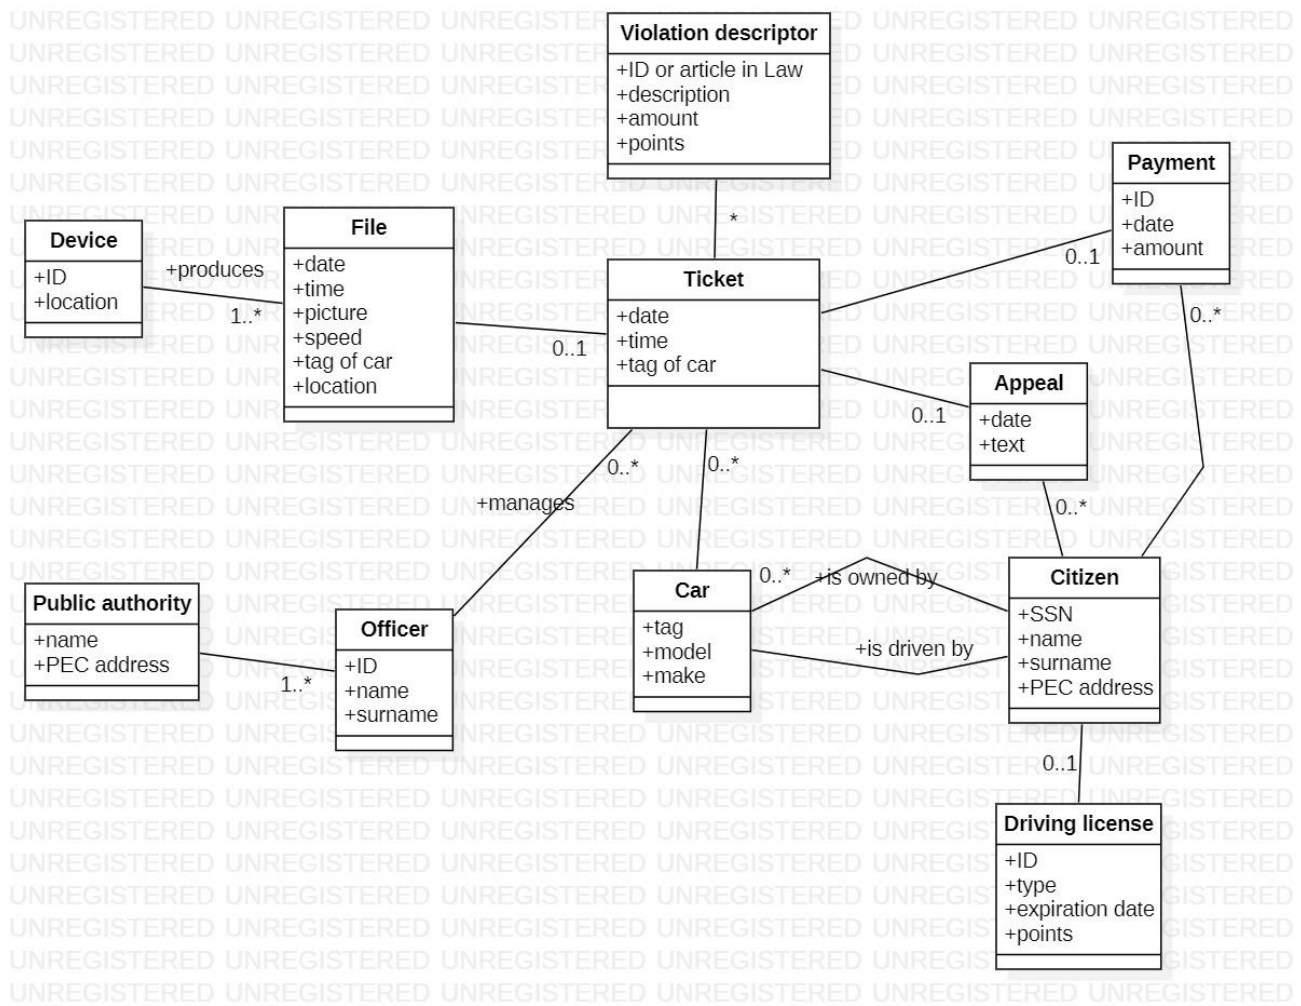 Violation descriptor
+ID or article in Law
+description
+amount
+points
*
Payment
+ID
+date
+amount
0..1
0..*
Device
+ID
+location
+produces
1..*
File
+date
+time
+picture
+speed
+tag of car
+location
0..1
Ticket
+date
+time
+tag of car
0..*
0..*
+manages
Appeal
+date
+text
0..1
0..*
Public authority
+name
+PEC address
1..*
Officer
+ID
+name
+surname
Car
+tag
+model
+make
0..*
+is owned by
+is driven by
Citizen
+SSN
+name
+surname
+PEC address
0..1
Driving license
+ID
+type
+expiration date
+points
UNREGISTERED